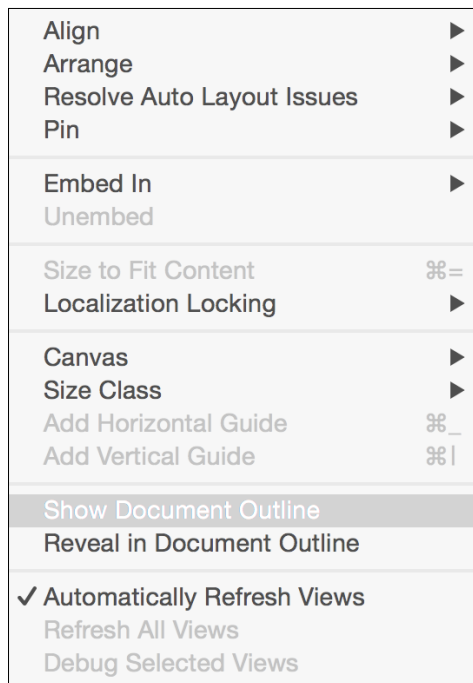 Align ▶
Arrange ▶
Resolve Auto Layout Issues ▶
Pin ▶
Embed In ▶
Unembed
Size to Fit Content ⌘=
Localization Locking ▶
Canvas ▶
Size Class ▶
Add Horizontal Guide ⌘_
Add Vertical Guide ⌘|
Show Document Outline
Reveal in Document Outline
✓ Automatically Refresh Views
Refresh All Views
Debug Selected Views